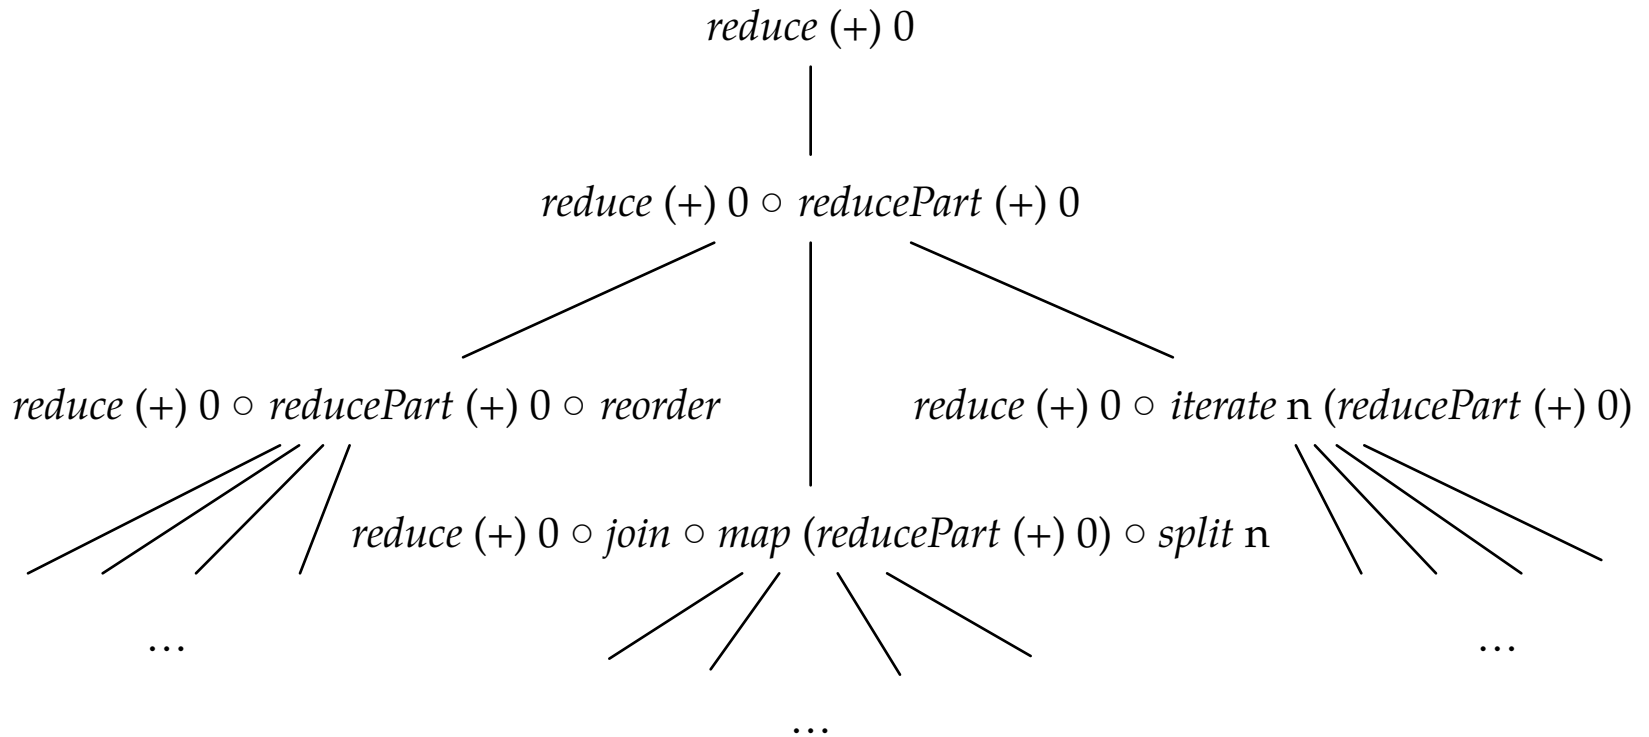 reduce (+) 0
reduce (+) 0 ○ reducePart (+) 0
reduce (+) 0 ○ reducePart (+) 0 ○ reorder
reduce (+) 0 ○ iterate n (reducePart (+) 0)
reduce (+) 0 ○ join ○ map (reducePart (+) 0) ○ split n
...
...
...